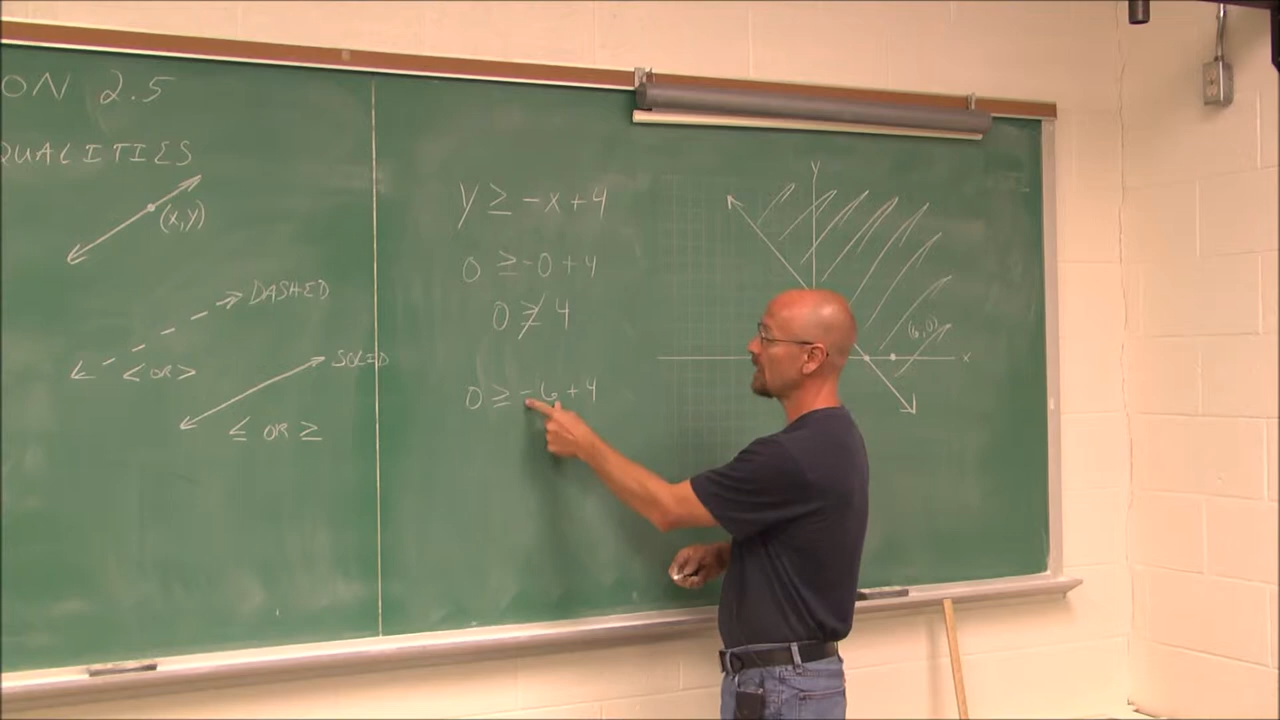 ON 2.5
QUALITIES
(x,y)
DASHED
< OR >
SOLID
≤ OR ≥
y ≥ -x+4
0 ≥ -0+4
0 ≱ 4
0 ≥ -6+4
y
(6,0)
x